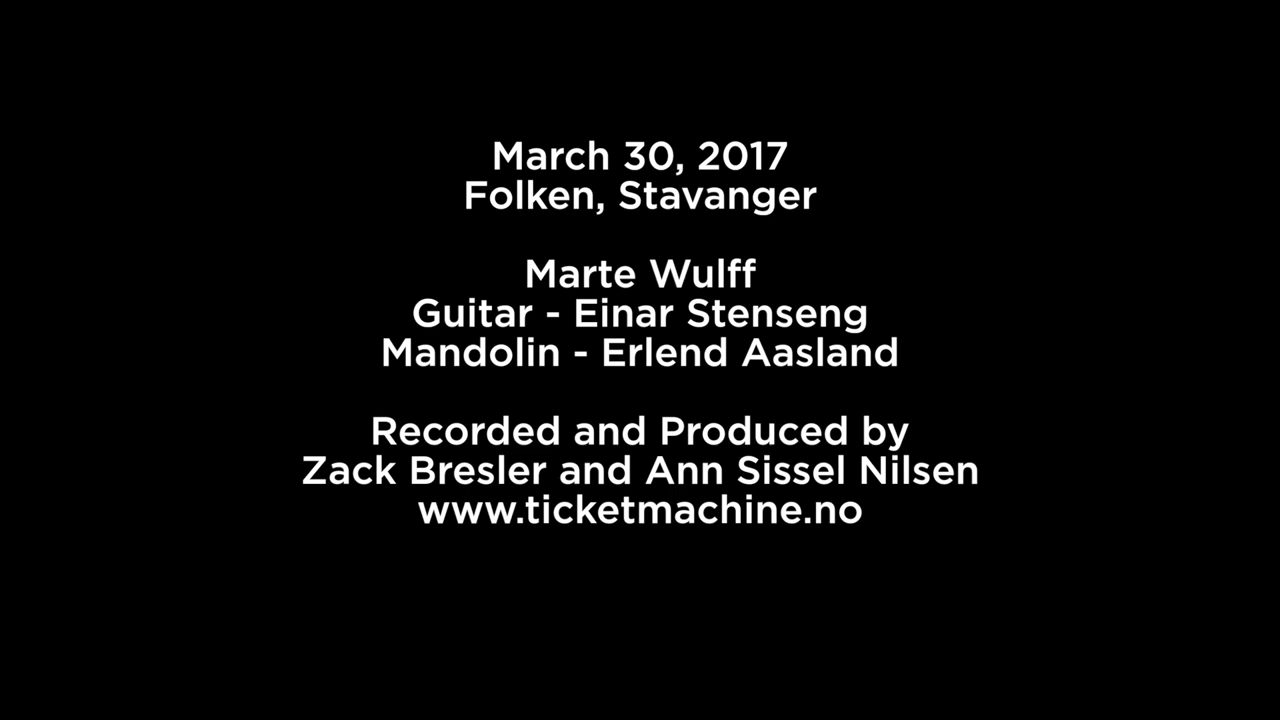 March 30, 2017
Folken, Stavanger
Marte Wulff
Guitar - Einar Stenseng
Mandolin - Erlend Aasland
Recorded and Produced by
Zack Bresler and Ann Sissel Nilsen
www.ticketmachine.no